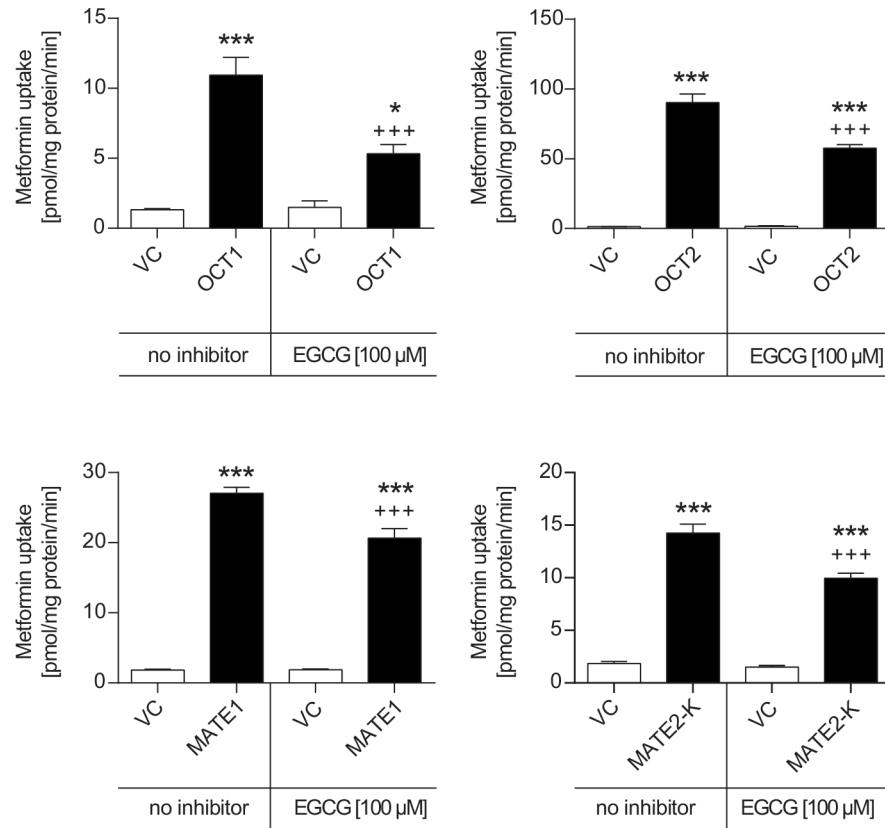 Metformin uptake
[pmol/mg protein/min]
15
10
5
0
***
*
+++
VC
OCT1
VC
OCT1
no inhibitor
EGCG [100 µM]
Metformin uptake
[pmol/mg protein/min]
150
100
50
0
***
***
+++
VC
OCT2
VC
OCT2
no inhibitor
EGCG [100 µM]
Metformin uptake
[pmol/mg protein/min]
30
20
10
0
***
***
+++
VC
MATE1
VC
MATE1
no inhibitor
EGCG [100 µM]
Metformin uptake
[pmol/mg protein/min]
20
15
10
5
0
***
***
+++
VC
MATE2-K
VC
MATE2-K
no inhibitor
EGCG [100 µM]